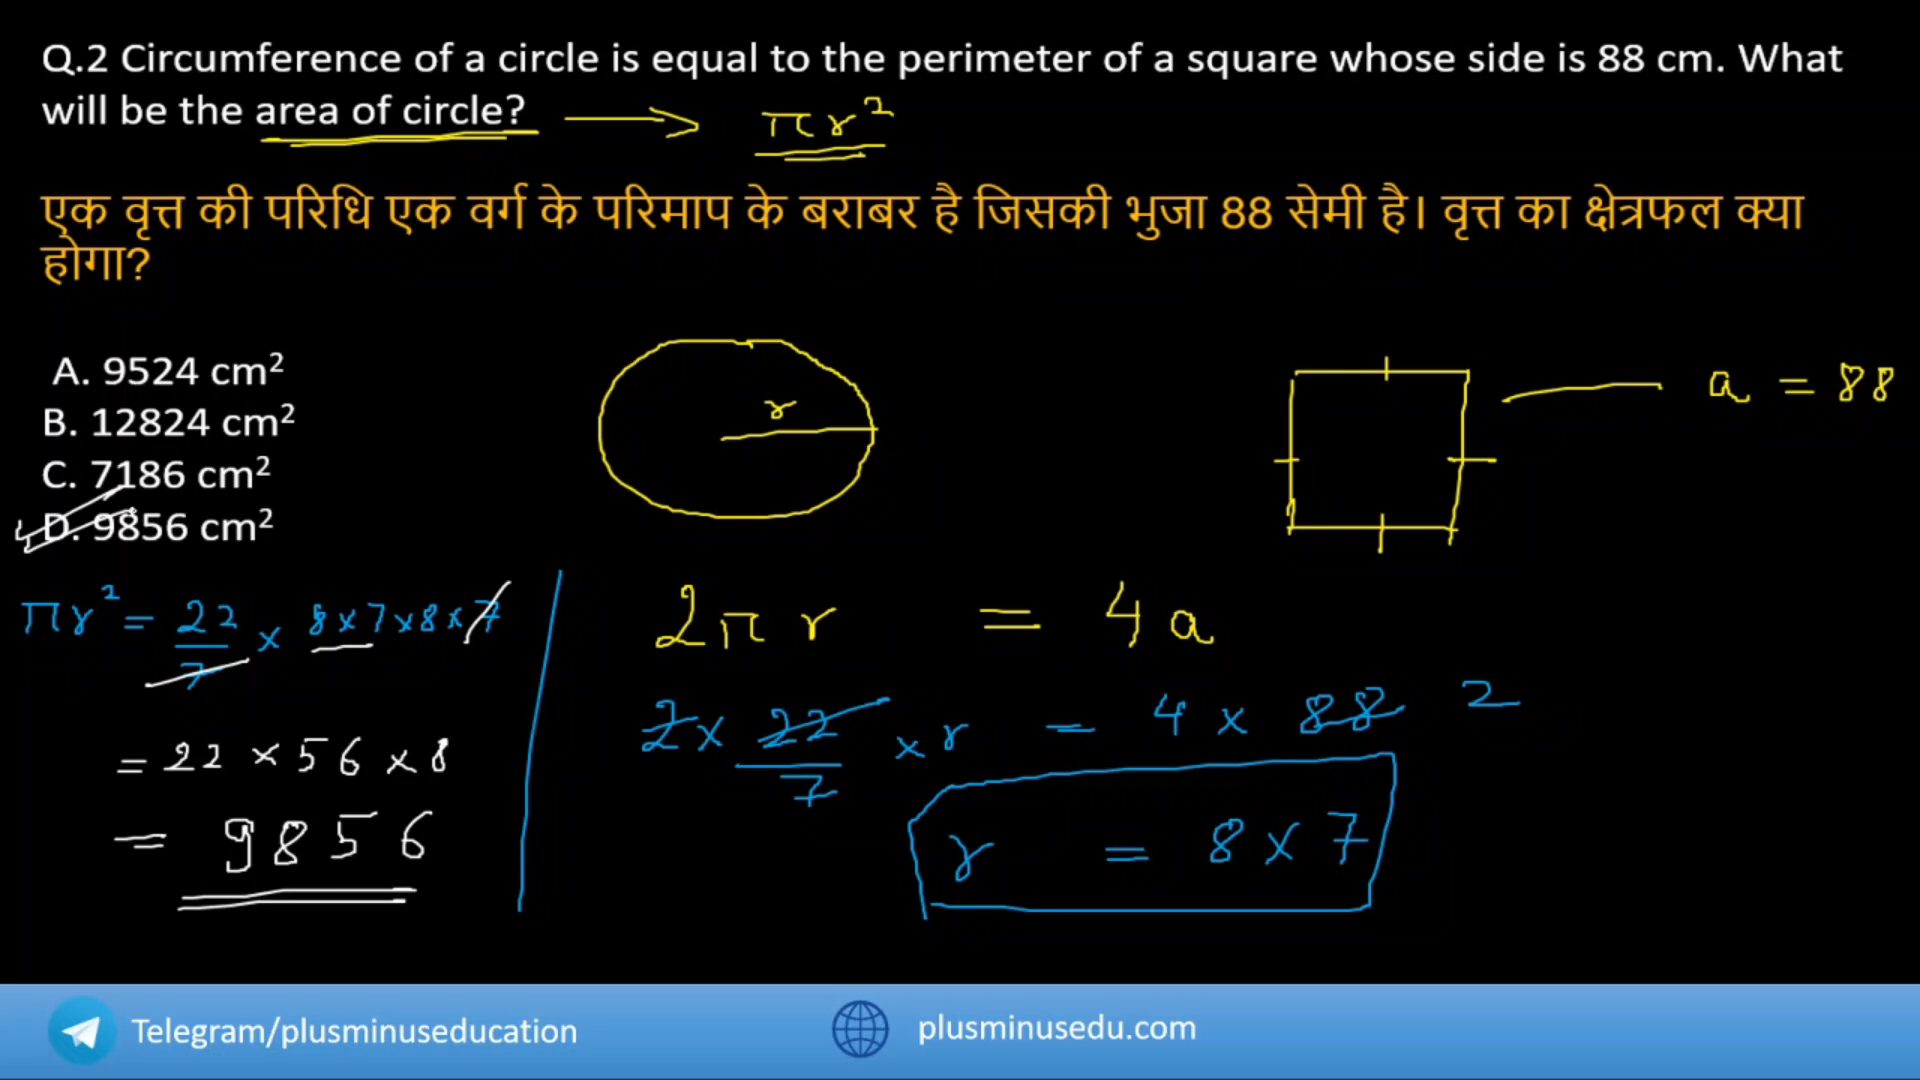 Q.2 Circumference of a circle is equal to the perimeter of a square whose side is 88 cm. What
will be the area of circle? πr²
एक वृत्त की परिधि एक वर्ग के परिमाप के बराबर है जिसकी भुजा 88 सेमी है। वृत्त का क्षेत्रफल क्या
होगा?
A. 9524 cm²
B. 12824 cm²
C. 7186 cm²
D. 9856 cm²
r
a = 88
πr² = 22/7 × 8×7×8×7
= 22 × 56 × 8
= 9856
2πr = 4a
2 × 22/7 × r = 4 × 88 2
r = 8 × 7
Telegram/plusminuseducation
plusminusedu.com